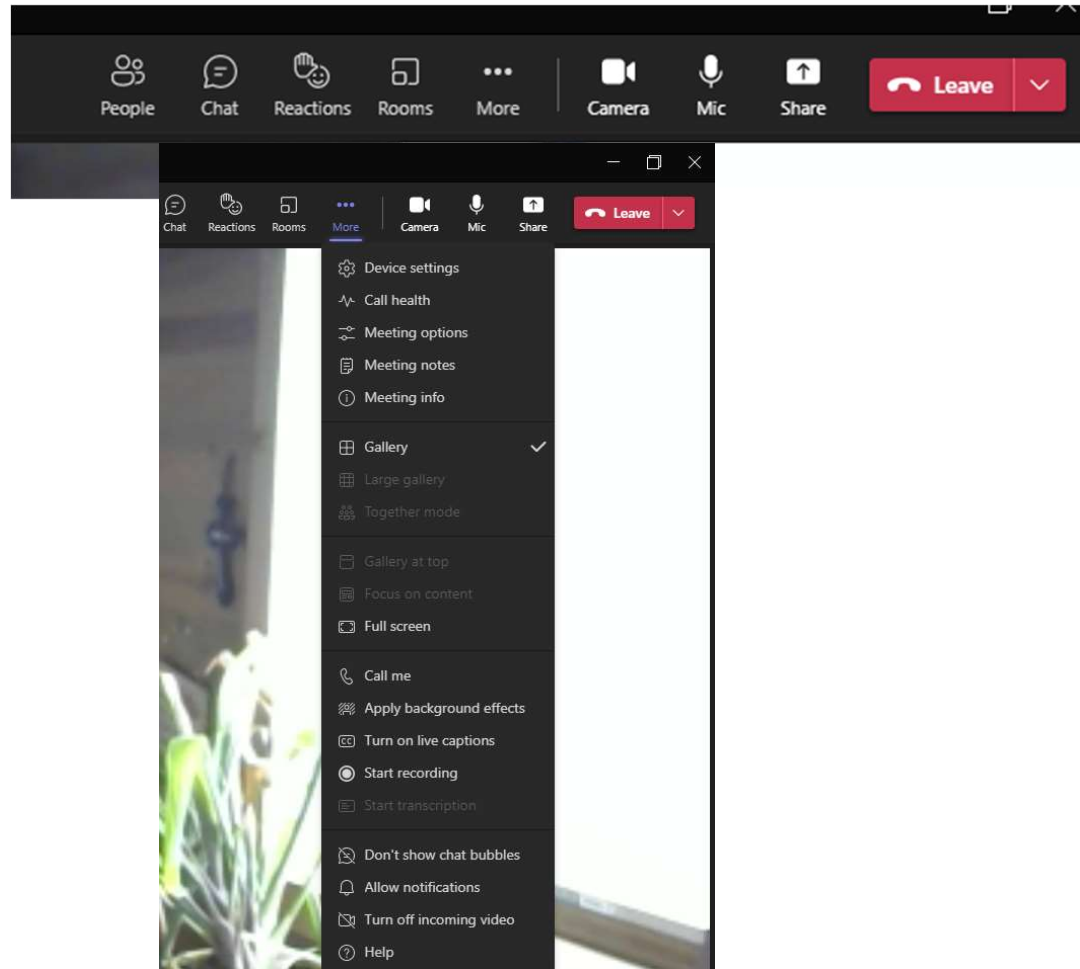 People Chat Reactions Rooms More Camera Mic Share Leave
Chat Reactions Rooms More Camera Mic Share Leave
Device settings
Call health
Meeting options
Meeting notes
Meeting info
Gallery
Large gallery
Together mode
Gallery at top
Focus on content
Full screen
Call me
Apply background effects
CC Turn on live captions
Start recording
Start transcription
Don't show chat bubbles
Allow notifications
Turn off incoming video
Help